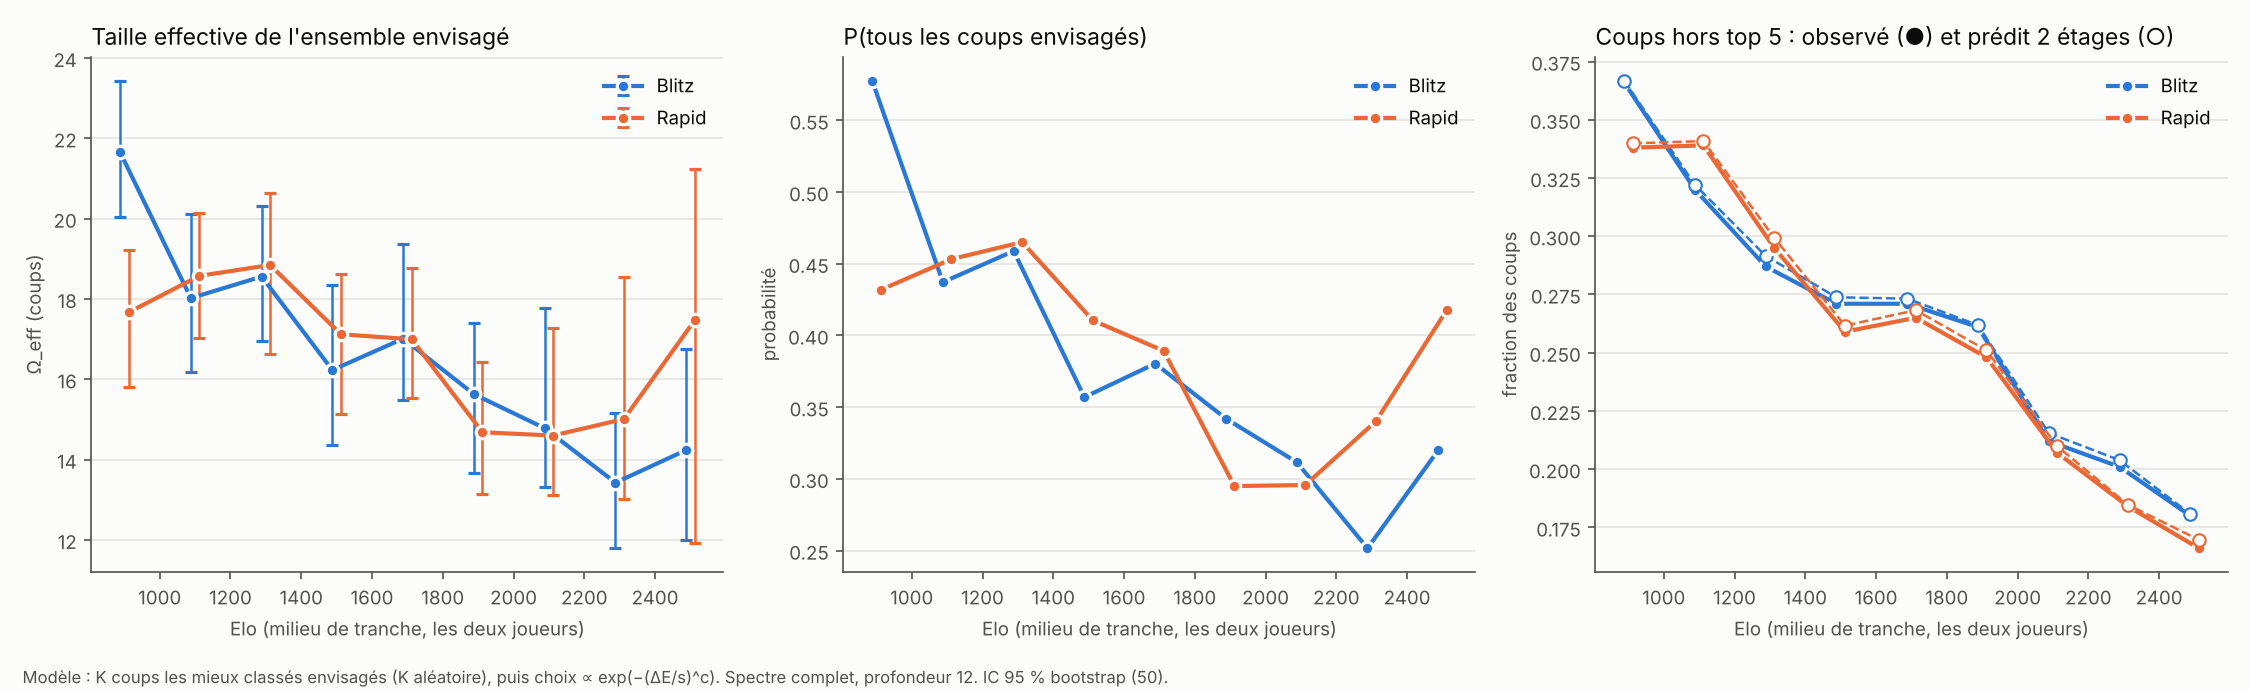 Taille effective de l'ensemble envisagé
24
22
20
18
16
14
12
Ω_eff (coups)
Blitz
Rapid
1000 1200 1400 1600 1800 2000 2200 2400
Elo (milieu de tranche, les deux joueurs)
P(tous les coups envisagés)
0.55
0.50
0.45
0.40
0.35
0.30
0.25
probabilité
Blitz
Rapid
1000 1200 1400 1600 1800 2000 2200 2400
Elo (milieu de tranche, les deux joueurs)
Coups hors top 5 : observé (●) et prédit 2 étages (○)
0.375
0.350
0.325
0.300
0.275
0.250
0.225
0.200
0.175
fraction des coups
Blitz
Rapid
1000 1200 1400 1600 1800 2000 2200 2400
Elo (milieu de tranche, les deux joueurs)
Modèle : K coups les mieux classés envisagés (K aléatoire), puis choix ∝ exp(−(ΔE/s)^c). Spectre complet, profondeur 12. IC 95 % bootstrap (50).